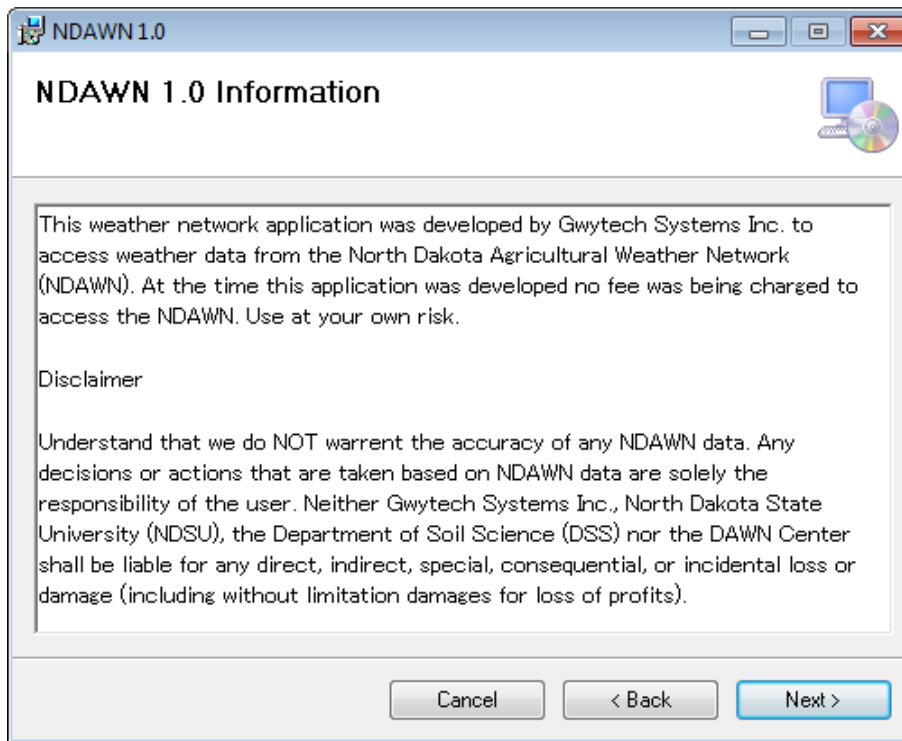 NDAWN 1.0
NDAWN 1.0 Information
This weather network application was developed by Gwytech Systems Inc. to
access weather data from the North Dakota Agricultural Weather Network
(NDAWN). At the time this application was developed no fee was being charged to
access the NDAWN. Use at your own risk.
Disclaimer
Understand that we do NOT warrent the accuracy of any NDAWN data. Any
decisions or actions that are taken based on NDAWN data are solely the
responsibility of the user. Neither Gwytech Systems Inc., North Dakota State
University (NDSU), the Department of Soil Science (DSS) nor the DAWN Center
shall be liable for any direct, indirect, special, consequential, or incidental loss or
damage (including without limitation damages for loss of profits).
Cancel < Back Next >